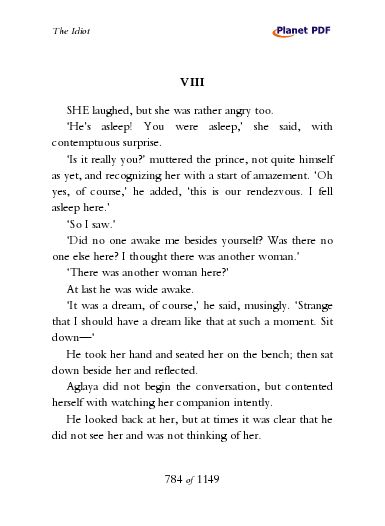 The Idiot
Planet PDF
VIII
SHE laughed, but she was rather angry too.
'He's asleep! You were asleep,' she said, with
contemptuous surprise.
'Is it really you?' muttered the prince, not quite himself
as yet, and recognizing her with a start of amazement. 'Oh
yes, of course,' he added, 'this is our rendezvous. I fell
asleep here.'
'So I saw.'
'Did no one awake me besides yourself? Was there no
one else here? I thought there was another woman.'
'There was another woman here?'
At last he was wide awake.
'It was a dream, of course,' he said, musingly. 'Strange
that I should have a dream like that at such a moment. Sit
down—'
He took her hand and seated her on the bench; then sat
down beside her and reflected.
Aglaya did not begin the conversation, but contented
herself with watching her companion intently.
He looked back at her, but at times it was clear that he
did not see her and was not thinking of her.
784 of 1149